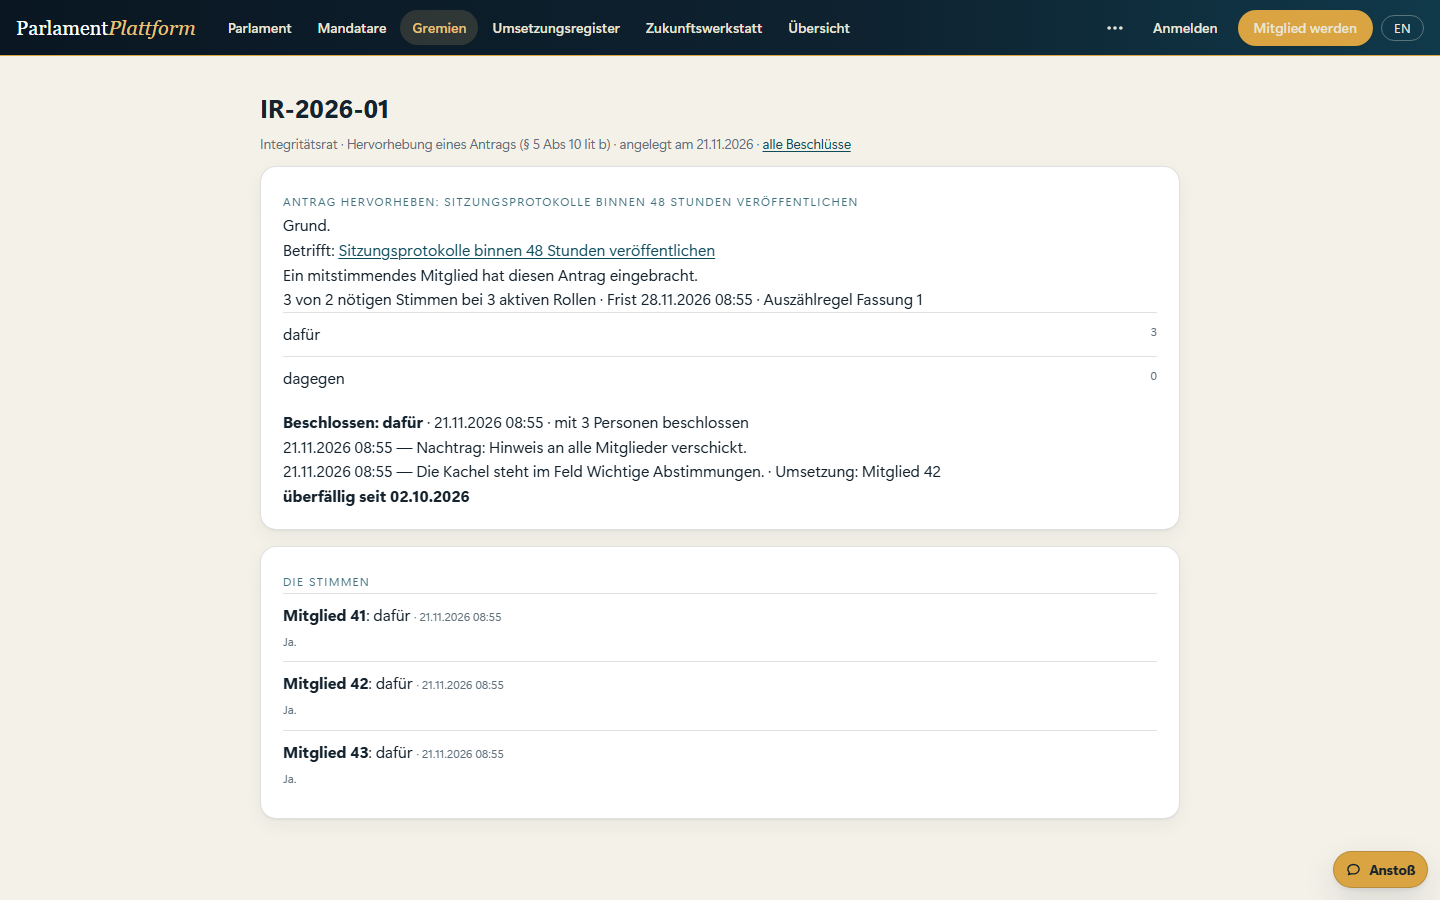 ParlamentPlattform Parlament Mandatare Gremien Umsetzungsregister Zukunftswerkstatt Übersicht ••• Anmelden Mitglied werden EN
IR-2026-01
Integritätsrat · Hervorhebung eines Antrags (§ 5 Abs 10 lit b) · angelegt am 21.11.2026 · alle Beschlüsse
ANTRAG HERVORHEBEN: SITZUNGSPROTOKOLLE BINNEN 48 STUNDEN VERÖFFENTLICHEN
Grund.
Betrifft: Sitzungsprotokolle binnen 48 Stunden veröffentlichen
Ein mitstimmendes Mitglied hat diesen Antrag eingebracht.
3 von 2 nötigen Stimmen bei 3 aktiven Rollen · Frist 28.11.2026 08:55 · Auszählregel Fassung 1
dafür 3
dagegen 0
Beschlossen: dafür · 21.11.2026 08:55 · mit 3 Personen beschlossen
21.11.2026 08:55 — Nachtrag: Hinweis an alle Mitglieder verschickt.
21.11.2026 08:55 — Die Kachel steht im Feld Wichtige Abstimmungen. · Umsetzung: Mitglied 42
überfällig seit 02.10.2026
DIE STIMMEN
Mitglied 41: dafür · 21.11.2026 08:55
Ja.
Mitglied 42: dafür · 21.11.2026 08:55
Ja.
Mitglied 43: dafür · 21.11.2026 08:55
Ja.
Anstoß